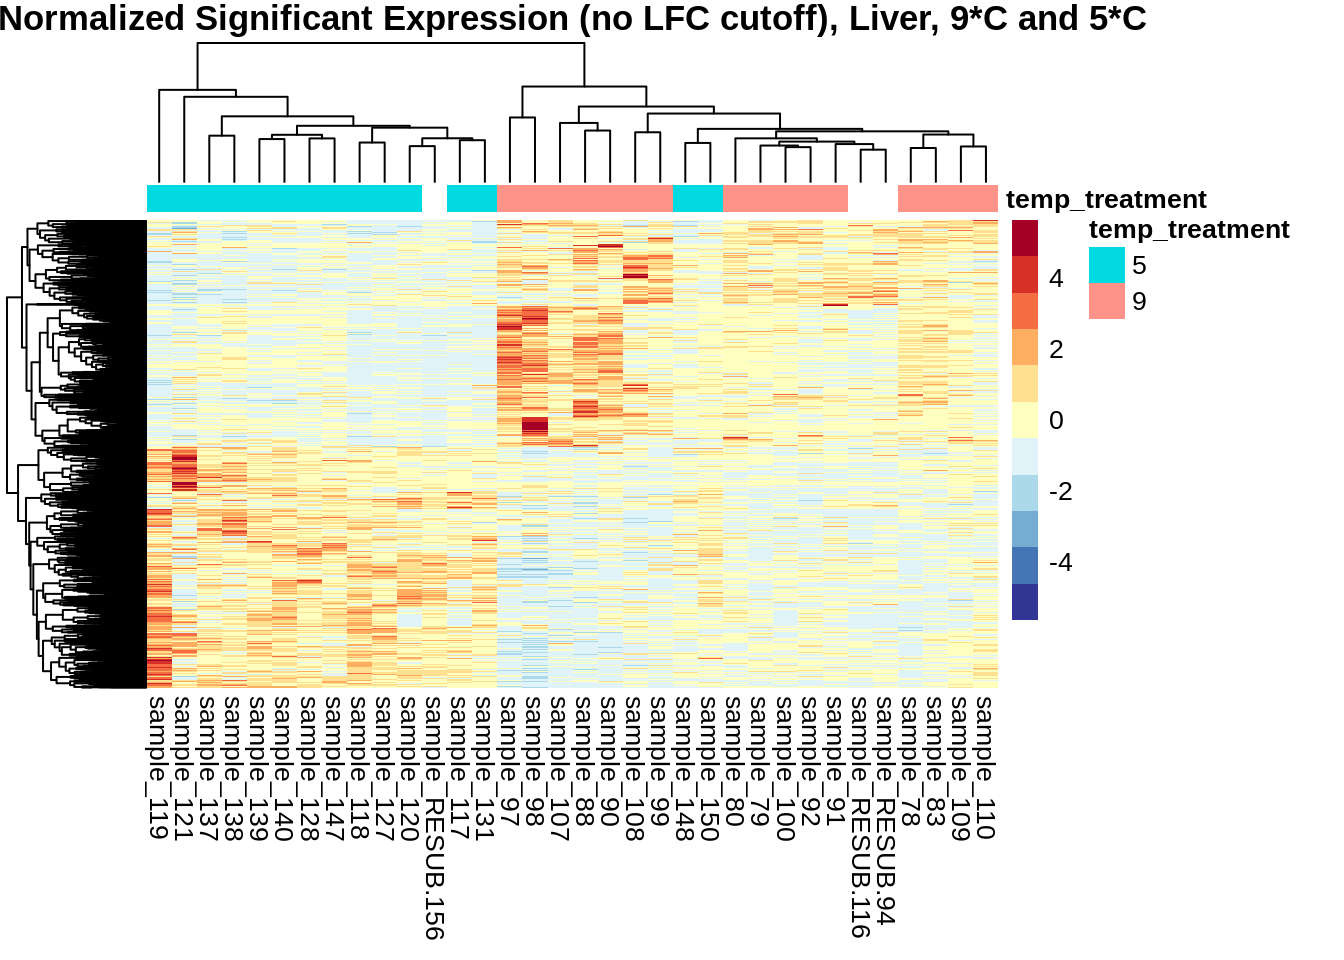 Normalized Significant Expression (no LFC cutoff), Liver, 9*C and 5*C
temp_treatment
temp_treatment
5
9
4
2
0
-2
-4
sample_119
sample_121
sample_137
sample_138
sample_139
sample_140
sample_128
sample_147
sample_118
sample_127
sample_120
sample_RESUB.156
sample_117
sample_131
sample_97
sample_98
sample_107
sample_88
sample_90
sample_108
sample_99
sample_148
sample_150
sample_80
sample_79
sample_100
sample_92
sample_91
sample_RESUB.116
sample_RESUB.94
sample_78
sample_83
sample_109
sample_110